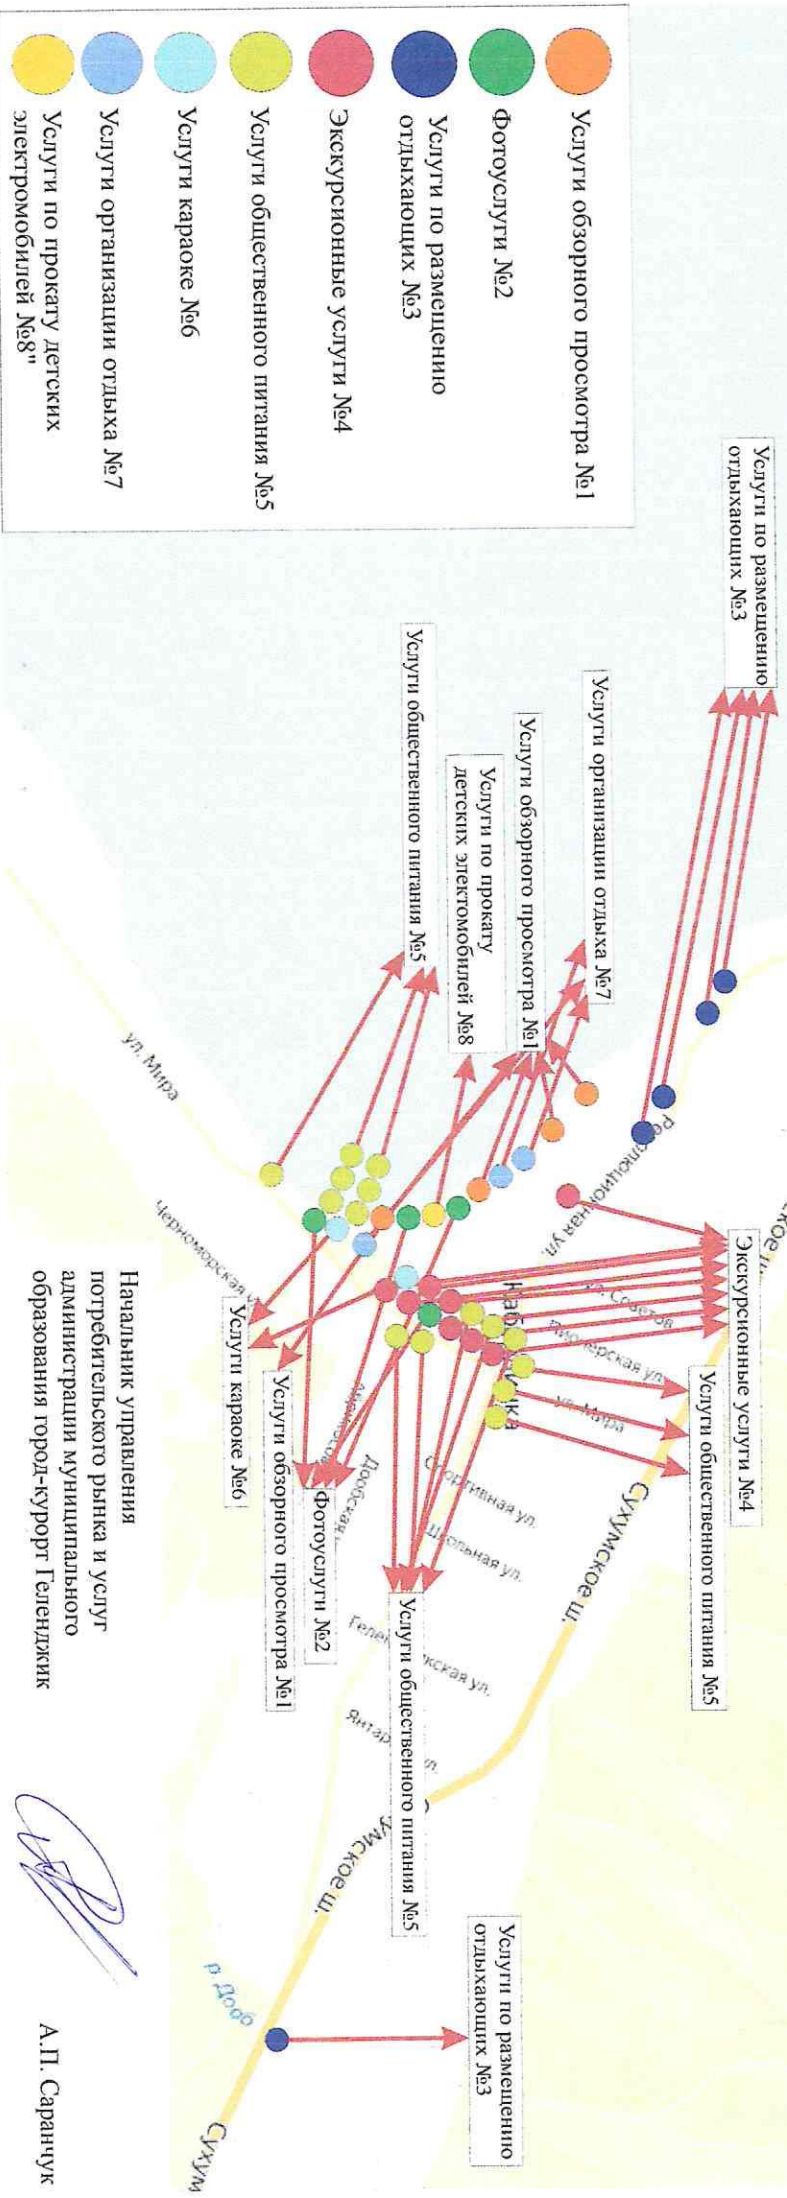 Услуги обзорного просмотра №1
Фотоуслуги №2
Услуги по размещению
отдыхающих №3
Экскурсионные услуги №4
Услуги общественного питания №5
Услуги караоке №6
Услуги организации отдыха №7
Услуги по прокату детских
электромобилей №8"
Услуги по размещению
отдыхающих №3
Услуги организации отдыха №7
Услуги обзорного просмотра №1
Услуги по прокату
детских электомобилей №8
Услуги общественного питания №5
Экскурсионные услуги №4
Услуги общественного питания №5
Услуги общественного питания №5
Фотоуслуги №2
Услуги обзорного просмотра №1
Услуги караоке №6
Услуги по размещению
отдыхающих №3
ул. Мира
Черноморская
ул. Советов
Пионерская ул.
ул. Мира
Спортивная ул.
Школьная ул.
Дообская
Сухумское ш.
р. Дооб
Сухум
Начальник управления
потребительского рынка и услуг
администрации муниципального
образования город-курорт Геленджик
А.П. Саранчук